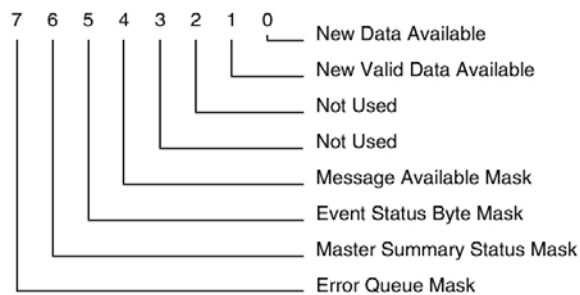 7 6 5 4 3 2 1 0
New Data Available
New Valid Data Available
Not Used
Not Used
Message Available Mask
Event Status Byte Mask
Master Summary Status Mask
Error Queue Mask